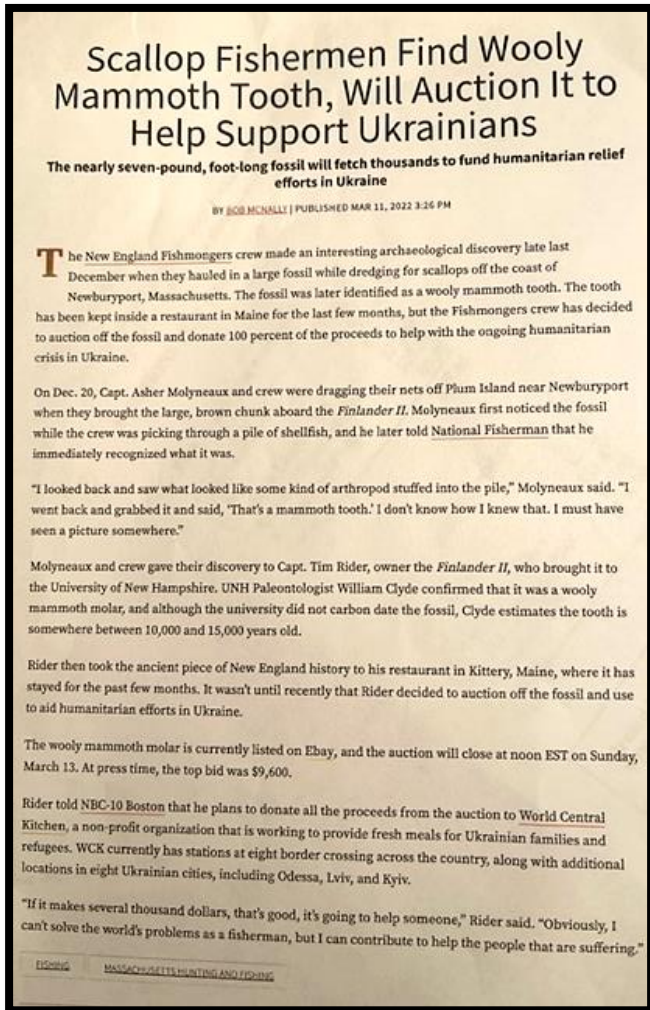 Scallop Fishermen Find Wooly
Mammoth Tooth, Will Auction It to
Help Support Ukrainians
The nearly seven-pound, foot-long fossil will fetch thousands to fund humanitarian relief
efforts in Ukraine
BY BOB MCNALLY | PUBLISHED MAR 11, 2022 3:26 PM
The New England Fishmongers crew made an interesting archaeological discovery late last
December when they hauled in a large fossil while dredging for scallops off the coast of
Newburyport, Massachusetts. The fossil was later identified as a wooly mammoth tooth. The tooth
has been kept inside a restaurant in Maine for the last few months, but the Fishmongers crew has decided
to auction off the fossil and donate 100 percent of the proceeds to help with the ongoing humanitarian
crisis in Ukraine.
On Dec. 20, Capt. Asher Molyneaux and crew were dragging their nets off Plum Island near Newburyport
when they brought the large, brown chunk aboard the Finlander II. Molyneaux first noticed the fossil
while the crew was picking through a pile of shellfish, and he later told National Fisherman that he
immediately recognized what it was.
“I looked back and saw what looked like some kind of arthropod stuffed into the pile,” Molyneaux said. “I
went back and grabbed it and said, ‘That’s a mammoth tooth.’ I don’t know how I knew that. I must have
seen a picture somewhere.”
Molyneaux and crew gave their discovery to Capt. Tim Rider, owner the Finlander II, who brought it to
the University of New Hampshire. UNH Paleontologist William Clyde confirmed that it was a wooly
mammoth molar, and although the university did not carbon date the fossil, Clyde estimates the tooth is
somewhere between 10,000 and 15,000 years old.
Rider then took the ancient piece of New England history to his restaurant in Kittery, Maine, where it has
stayed for the past few months. It wasn’t until recently that Rider decided to auction off the fossil and use
to aid humanitarian efforts in Ukraine.
The wooly mammoth molar is currently listed on Ebay, and the auction will close at noon EST on Sunday,
March 13. At press time, the top bid was $9,600.
Rider told NBC-10 Boston that he plans to donate all the proceeds from the auction to World Central
Kitchen, a non-profit organization that is working to provide fresh meals for Ukrainian families and
refugees. WCK currently has stations at eight border crossing across the country, along with additional
locations in eight Ukrainian cities, including Odessa, Lviv, and Kyiv.
“If it makes several thousand dollars, that’s good, it’s going to help someone,” Rider said. “Obviously, I
can’t solve the world’s problems as a fisherman, but I can contribute to help the people that are suffering.”
FISHING MASSACHUSETTS HUNTING AND FISHING